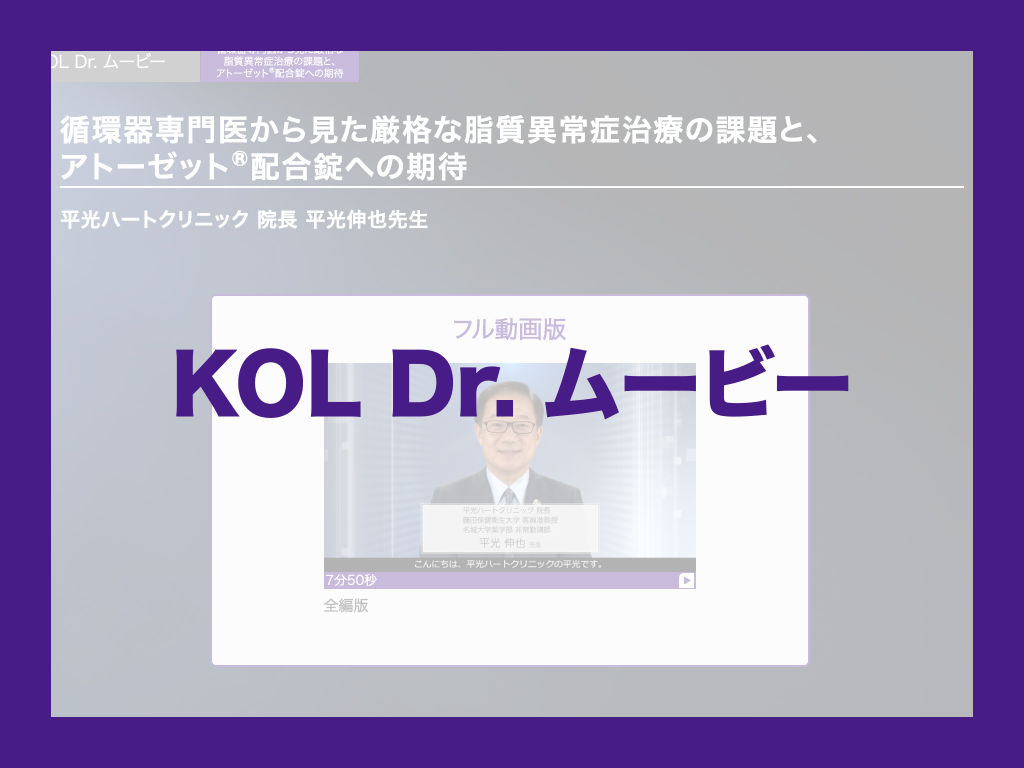 OL Dr. ムービー
脂質異常症治療の課題と、
アトーゼット®配合錠への期待
循環器専門医から見た厳格な脂質異常症治療の課題と、
アトーゼット®配合錠への期待
平光ハートクリニック 院長 平光伸也先生
フル動画版
KOL Dr. ムービー
平光ハートクリニック 院長
藤田保健衛生大学 客員准教授
名城大学薬学部 非常勤講師
平光 伸也 先生
こんにちは、平光ハートクリニックの平光です。
7分50秒
全編版